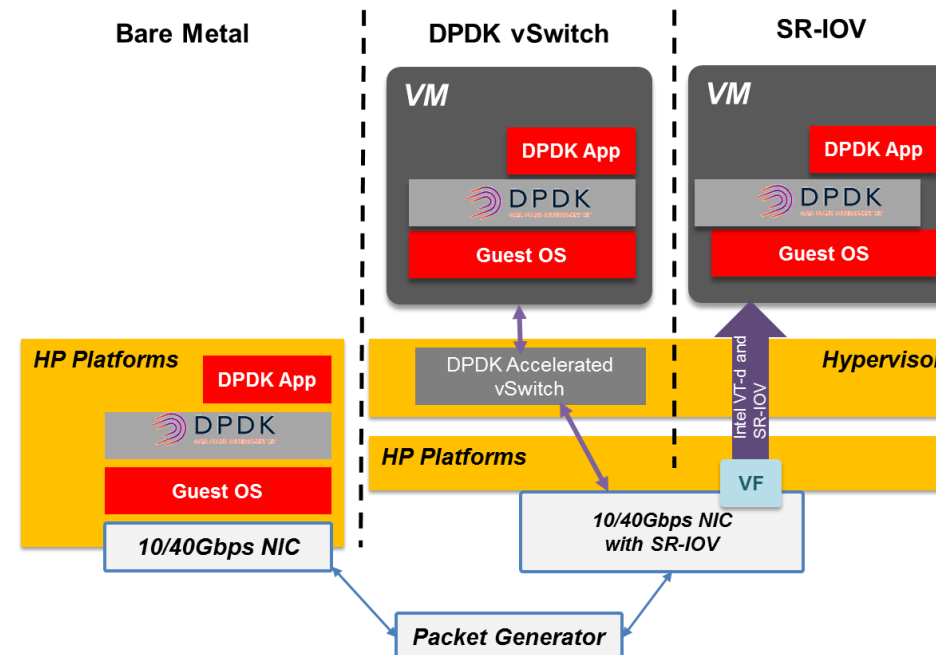 Bare Metal
DPDK vSwitch
SR-IOV
VM
DPDK App
DPDK
Guest OS
VM
DPDK App
DPDK
Guest OS
HP Platforms
DPDK App
DPDK
Guest OS
10/40Gbps NIC
DPDK Accelerated
vSwitch
Hypervisor
Intel VT-d and
SR-IOV
HP Platforms
VF
10/40Gbps NIC
with SR-IOV
Packet Generator